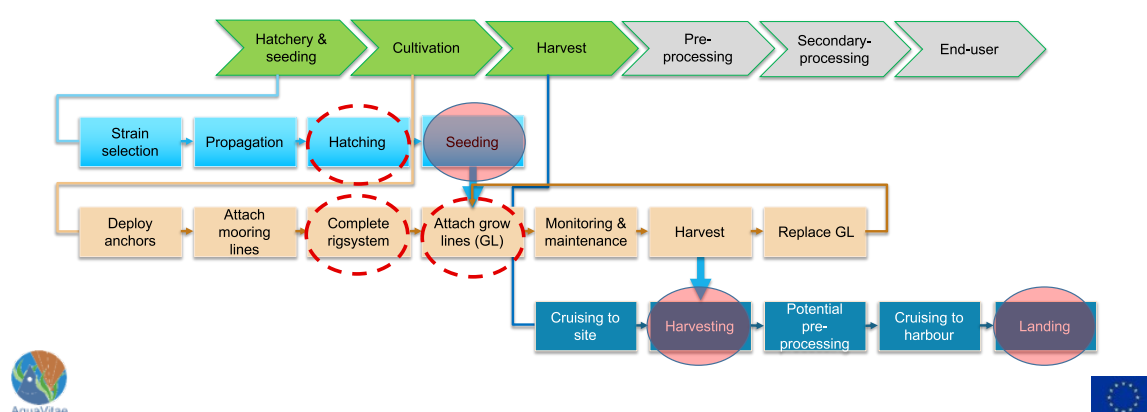 Hatchery &
seeding
Cultivation
Harvest
Pre-
processing
Secondary-
processing
End-user
Strain
selection
Propagation
Hatching
Seeding
Deploy
anchors
Attach
mooring
lines
Complete
rigsystem
Attach grow
lines (GL)
Monitoring &
maintenance
Harvest
Replace GL
Cruising to
site
Harvesting
Potential
pre-
processing
Cruising to
harbour
Landing
AquaVitae